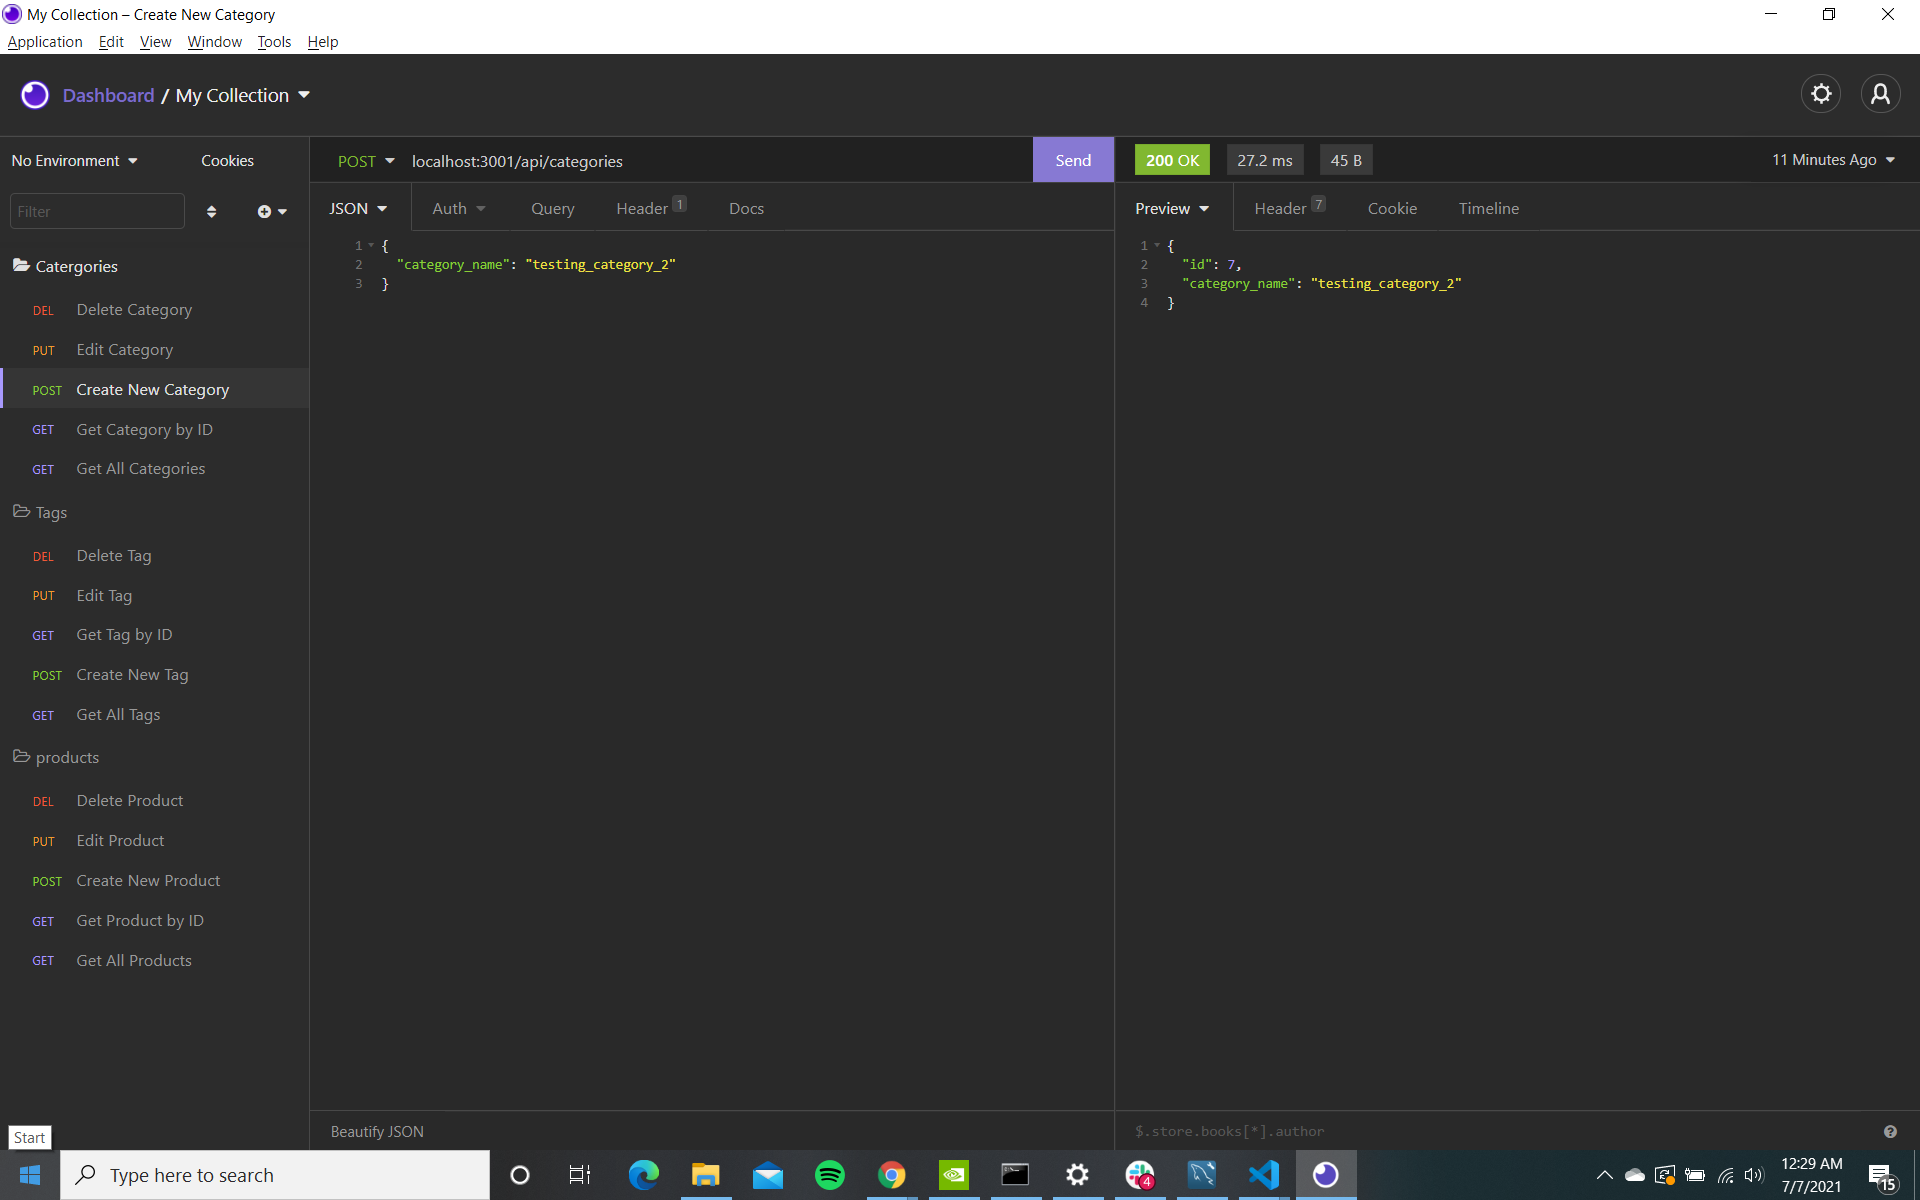 My Collection – Create New Category
Application Edit View Window Tools Help
Dashboard / My Collection
No Environment Cookies
Filter
Catergories
DEL Delete Category
PUT Edit Category
POST Create New Category
GET Get Category by ID
GET Get All Categories
Tags
DEL Delete Tag
PUT Edit Tag
GET Get Tag by ID
POST Create New Tag
GET Get All Tags
products
DEL Delete Product
PUT Edit Product
POST Create New Product
GET Get Product by ID
GET Get All Products
POST localhost:3001/api/categories Send
JSON Auth Query Header 1 Docs
1 {
2 "category_name": "testing_category_2"
3 }
Beautify JSON
200 OK 27.2 ms 45 B 11 Minutes Ago
Preview Header 7 Cookie Timeline
1 {
2 "id": 7,
3 "category_name": "testing_category_2"
4 }
$.store.books[*].author
Start
Type here to search
4
12:29 AM
7/7/2021
15